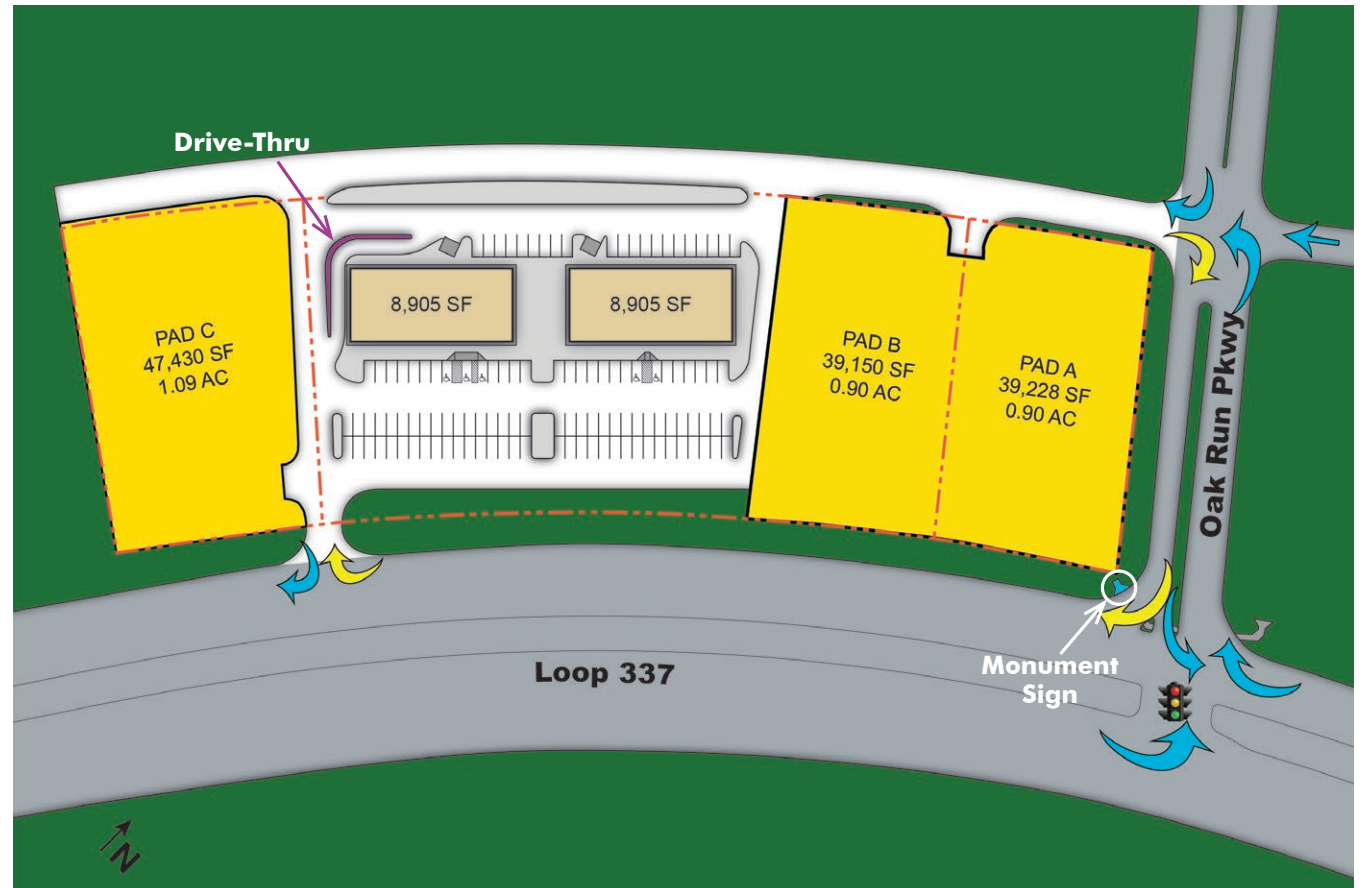 Drive-Thru
8,905 SF
8,905 SF
PAD C
47,430 SF
1.09 AC
PAD B
39,150 SF
0.90 AC
PAD A
39,228 SF
0.90 AC
Oak Run Pkwy
Loop 337
Monument
Sign
N